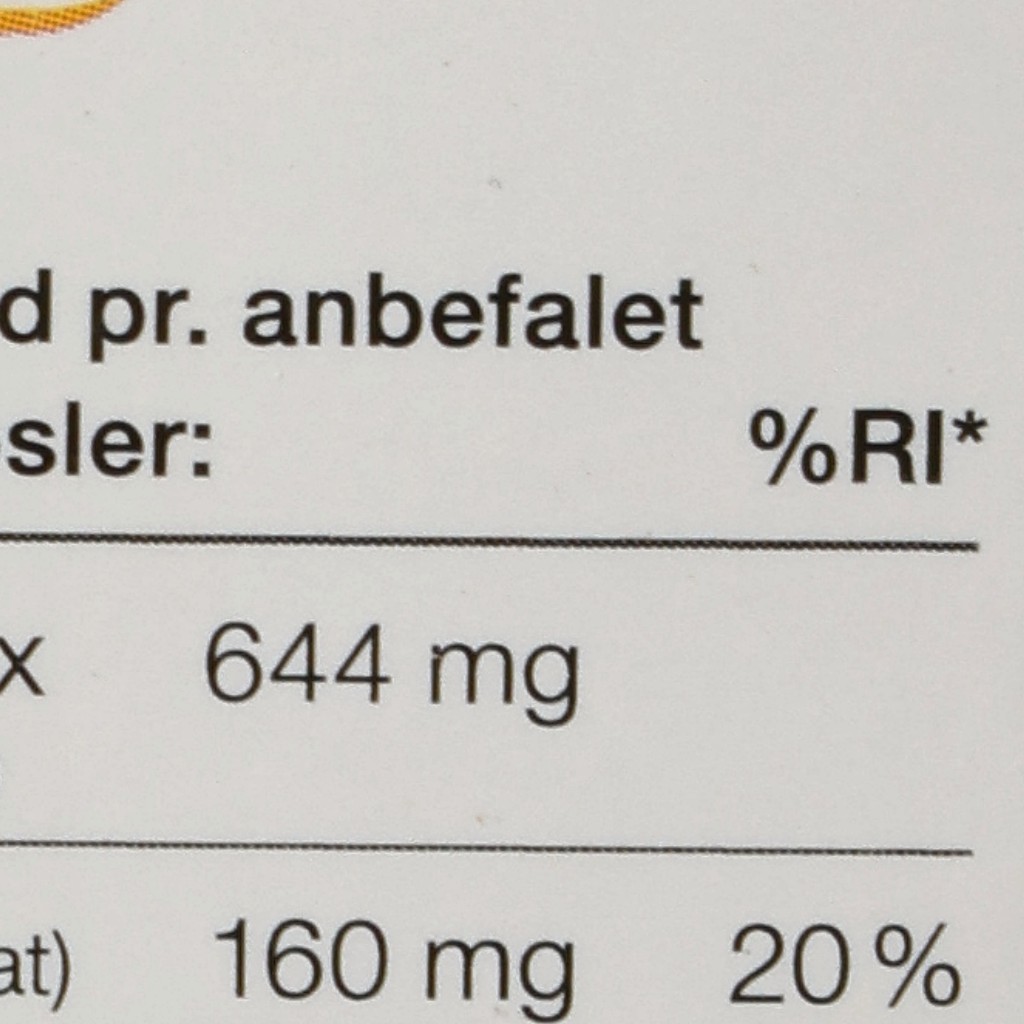 d pr. anbefalet
sler: %RI*
x 644 mg
at) 160 mg 20 %